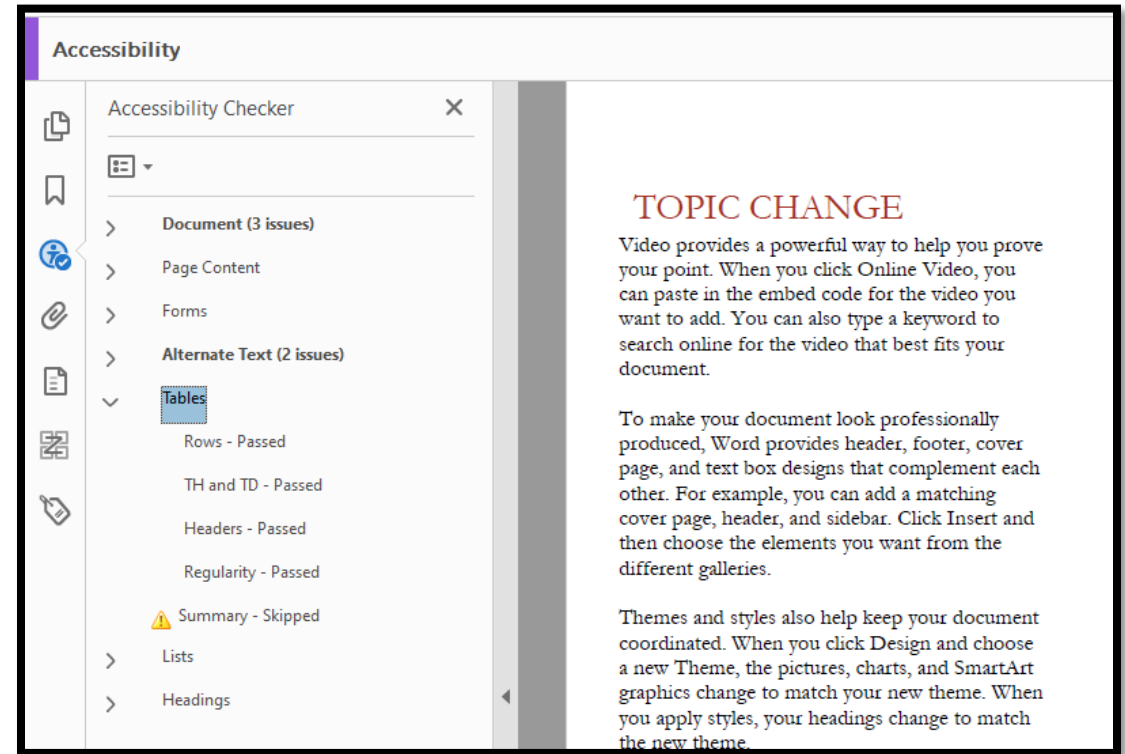 Accessibility
Accessibility Checker
Document (3 issues)
Page Content
Forms
Alternate Text (2 issues)
Tables
Rows - Passed
TH and TD - Passed
Headers - Passed
Regularity - Passed
Summary - Skipped
Lists
Headings
TOPIC CHANGE
Video provides a powerful way to help you prove
your point. When you click Online Video, you
can paste in the embed code for the video you
want to add. You can also type a keyword to
search online for the video that best fits your
document.
To make your document look professionally
produced, Word provides header, footer, cover
page, and text box designs that complement each
other. For example, you can add a matching
cover page, header, and sidebar. Click Insert and
then choose the elements you want from the
different galleries.
Themes and styles also help keep your document
coordinated. When you click Design and choose
a new Theme, the pictures, charts, and SmartArt
graphics change to match your new theme. When
you apply styles, your headings change to match
the new theme.